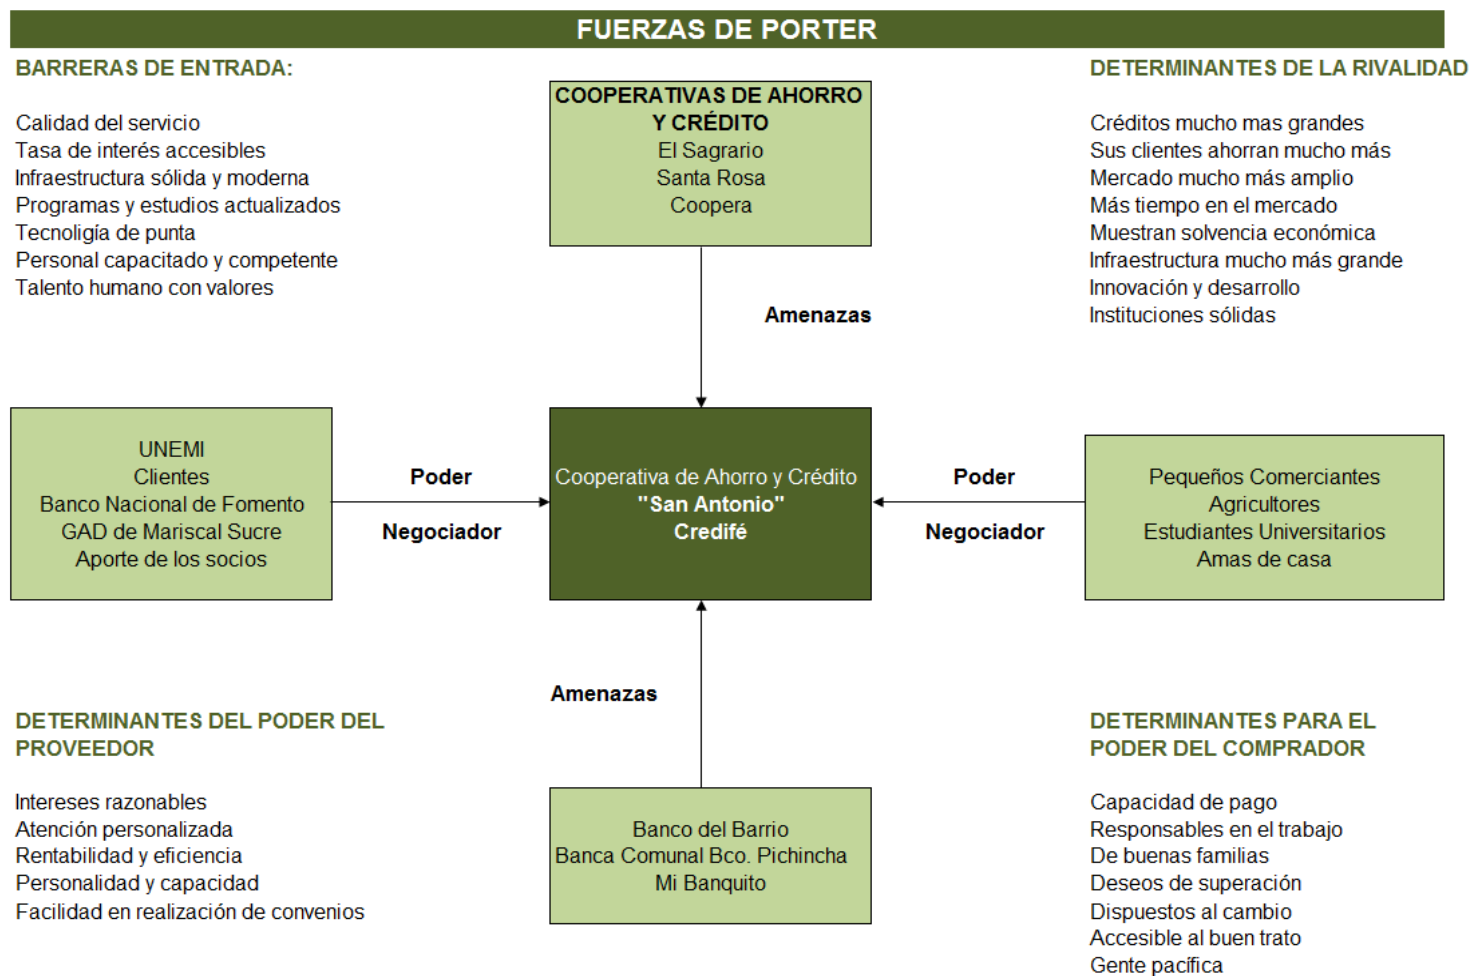 FUERZAS DE PORTER
BARRERAS DE ENTRADA:
Calidad del servicio
Tasa de interés accesibles
Infraestructura sólida y moderna
Programas y estudios actualizados
Tecnoligía de punta
Personal capacitado y competente
Talento humano con valores
COOPERATIVAS DE AHORRO
Y CRÉDITO
El Sagrario
Santa Rosa
Coopera
DETERMINANTES DE LA RIVALIDAD
Créditos mucho mas grandes
Sus clientes ahorran mucho más
Mercado mucho más amplio
Más tiempo en el mercado
Muestran solvencia económica
Infraestructura mucho más grande
Innovación y desarrollo
Instituciones sólidas
Amenazas
UNEMI
Clientes
Banco Nacional de Fomento
GAD de Mariscal Sucre
Aporte de los socios
Poder
Negociador
Cooperativa de Ahorro y Crédito
"San Antonio"
Credifé
Poder
Negociador
Pequeños Comerciantes
Agricultores
Estudiantes Universitarios
Amas de casa
Amenazas
DETERMINANTES DEL PODER DEL
PROVEEDOR
Intereses razonables
Atención personalizada
Rentabilidad y eficiencia
Personalidad y capacidad
Facilidad en realización de convenios
Banco del Barrio
Banca Comunal Bco. Pichincha
Mi Banquito
DETERMINANTES PARA EL
PODER DEL COMPRADOR
Capacidad de pago
Responsables en el trabajo
De buenas familias
Deseos de superación
Dispuestos al cambio
Accesible al buen trato
Gente pacífica